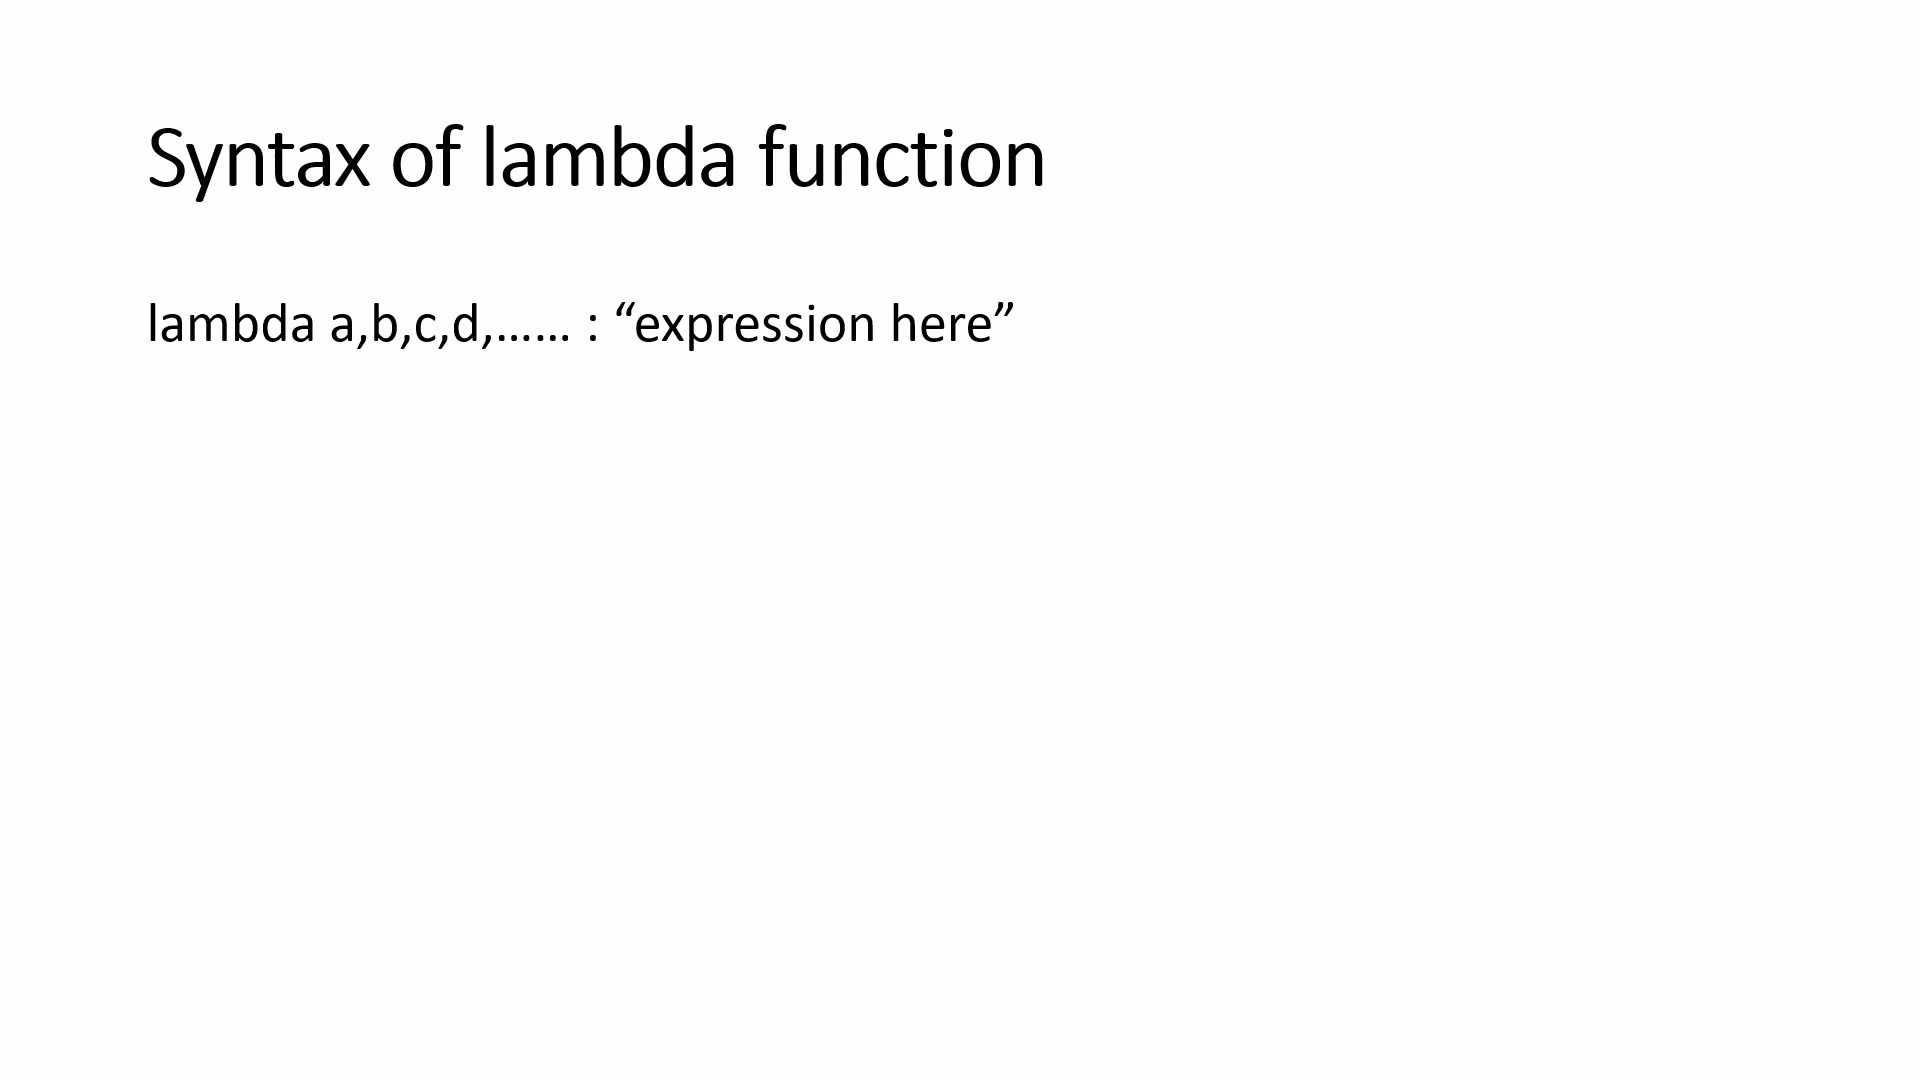 Syntax of lambda function
lambda a,b,c,d,…… : “expression here”